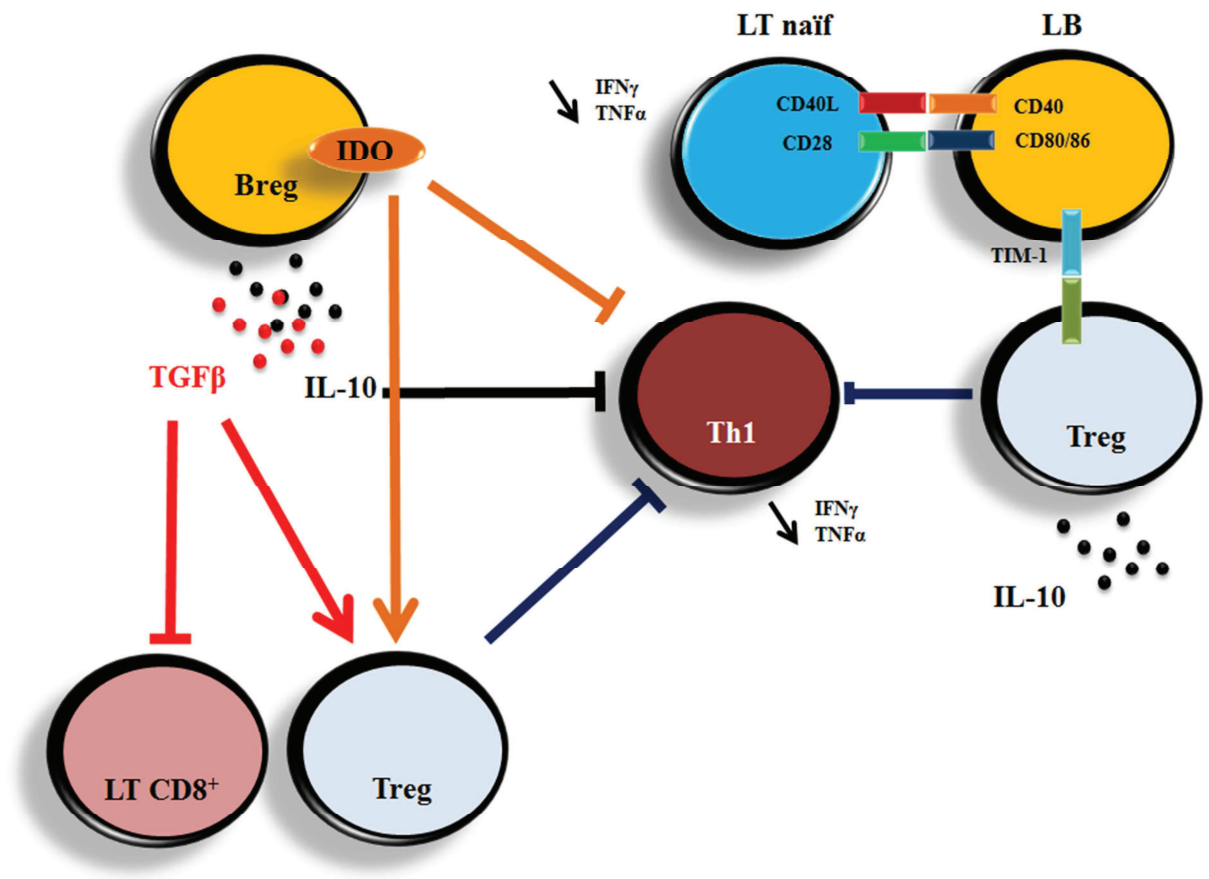 LT naïf
LB
IFNγ
TNFα
CD40L
CD40
CD28
CD80/86
IDO
Breg
TIM-1
TGFβ
IL-10
Th1
Treg
IFNγ
TNFα
IL-10
LT CD8⁺
Treg